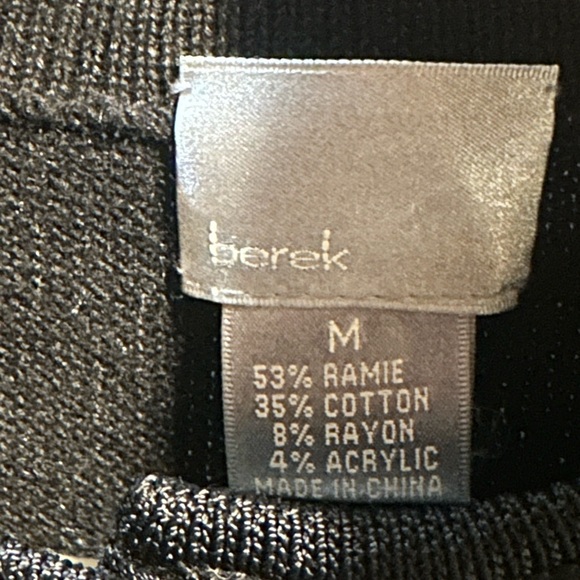 berek
M
53% RAMIE
35% COTTON
8% RAYON
4% ACRYLIC
MADE IN CHINA